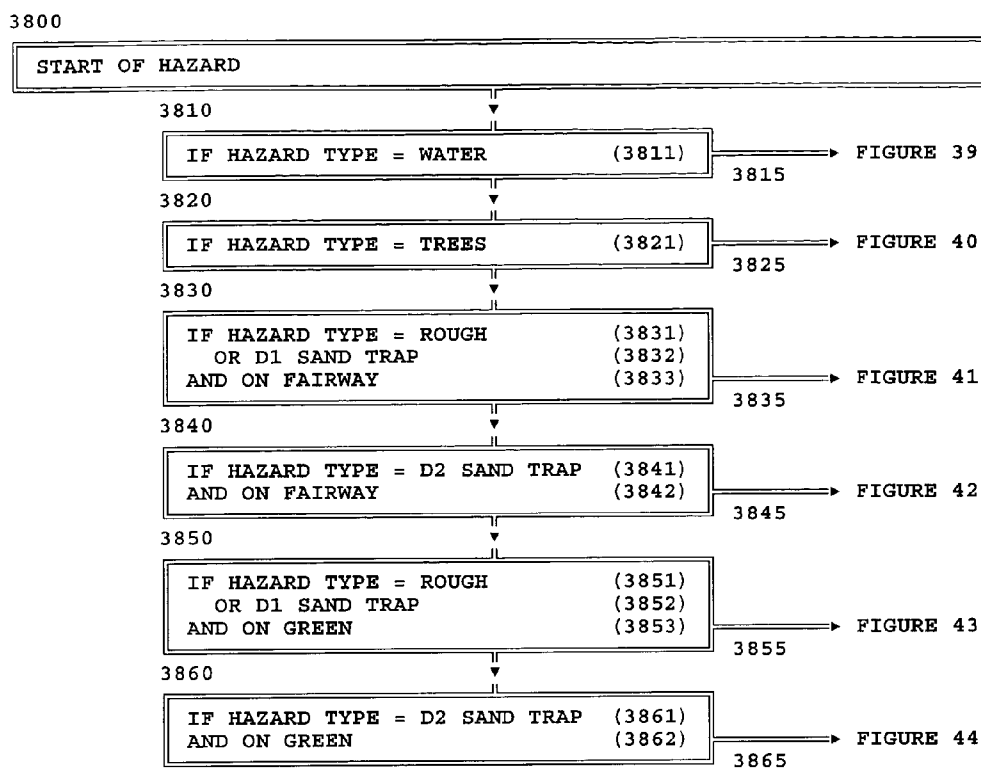 3800
START OF HAZARD
3810
IF HAZARD TYPE = WATER (3811) FIGURE 39
3815
3820
IF HAZARD TYPE = TREES (3821) FIGURE 40
3825
3830
IF HAZARD TYPE = ROUGH (3831)
OR D1 SAND TRAP (3832)
AND ON FAIRWAY (3833) FIGURE 41
3835
3840
IF HAZARD TYPE = D2 SAND TRAP (3841)
AND ON FAIRWAY (3842) FIGURE 42
3845
3850
IF HAZARD TYPE = ROUGH (3851)
OR D1 SAND TRAP (3852)
AND ON GREEN (3853) FIGURE 43
3855
3860
IF HAZARD TYPE = D2 SAND TRAP (3861)
AND ON GREEN (3862) FIGURE 44
3865